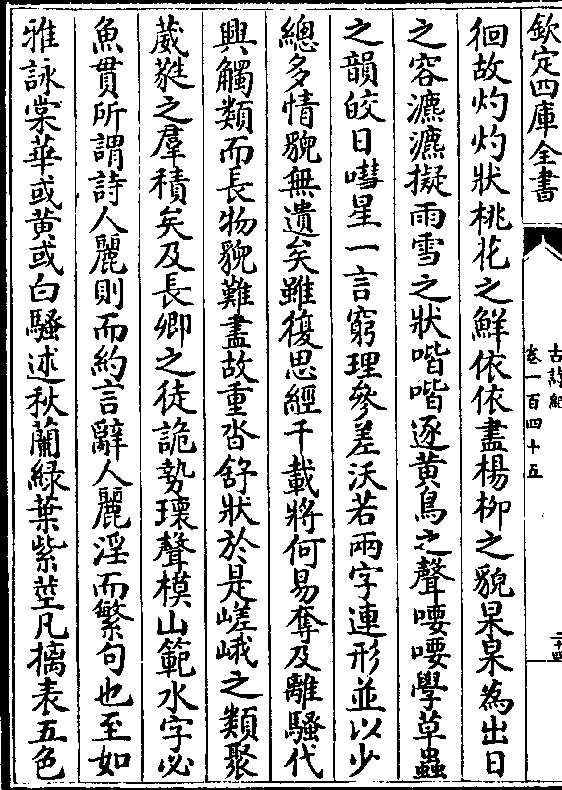 欽定四庫全書
古詩紀
卷一百四十五
二十四
徊故灼灼狀桃花之鮮依依盡楊柳之貌杲杲為出日
之容瀌瀌擬雨雪之狀喈喈逐黄鳥之聲喓喓學草蟲
之韻皎日嘒星一言窮理參差沃若兩字連形並以少
總多情貌無遺矣雖復思經千載將何易奪及離騷代
興觸類而長物貌難盡故重沓舒狀於是嵯峨之類聚
葳蕤之羣積矣及長卿之徒詭勢瓌聲模山範水字必
魚貫所謂詩人麗則而約言辭人麗淫而繁句也至如
雅詠棠華或黄或白騷述秋蘭緑葉紫莖凡摛表五色